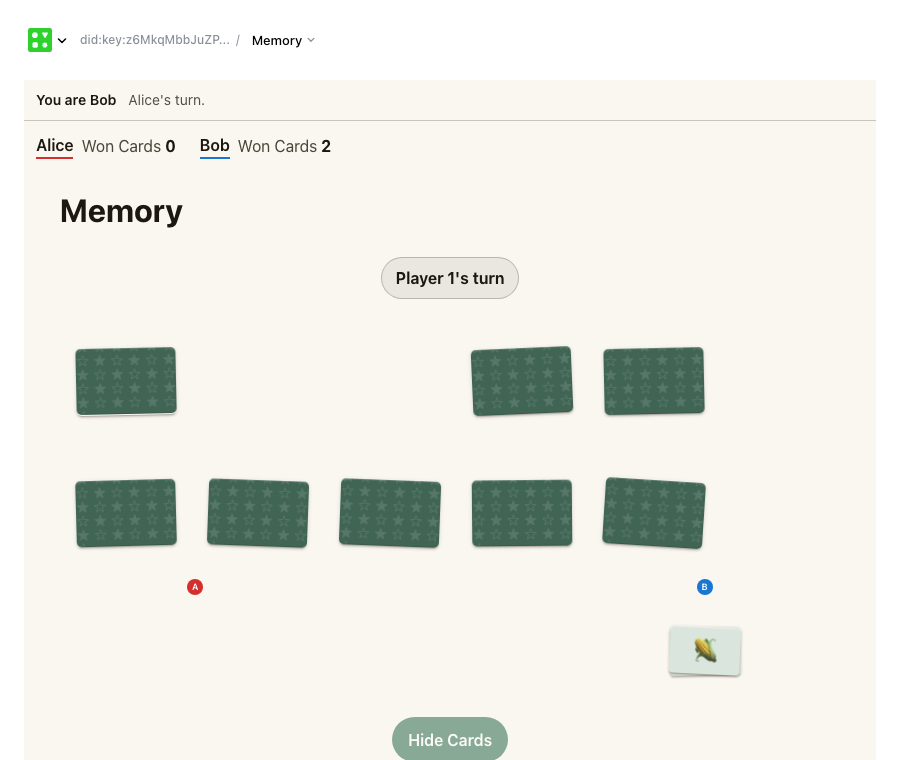 did:key:z6MkqMbbJuZP... / Memory
You are Bob Alice's turn.
Alice Won Cards 0 Bob Won Cards 2
Memory
Player 1's turn
A B
Hide Cards